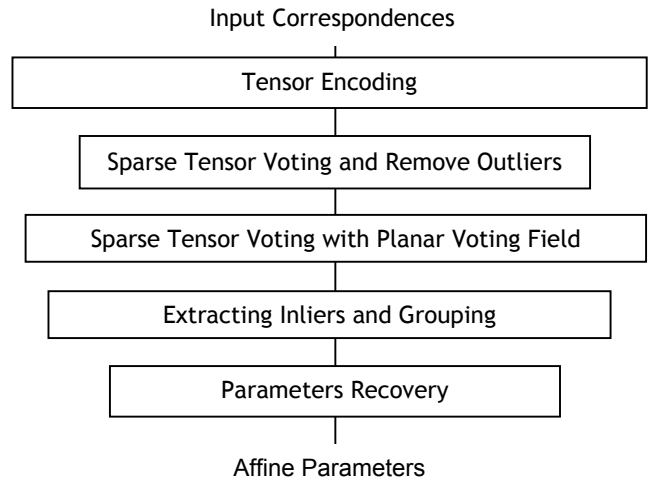 Input Correspondences
Tensor Encoding
Sparse Tensor Voting and Remove Outliers
Sparse Tensor Voting with Planar Voting Field
Extracting Inliers and Grouping
Parameters Recovery
Affine Parameters